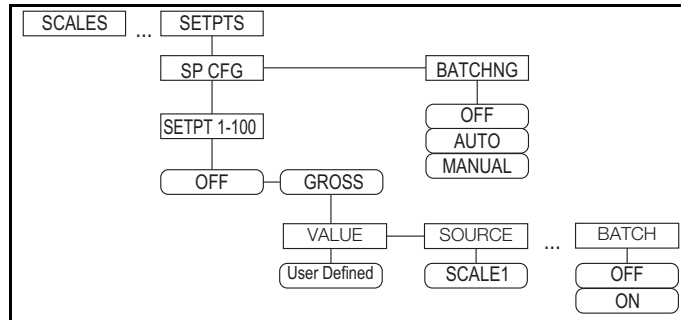 SCALES ... SETPTS
SP CFG BATCHNG
OFF
SETPT 1-100 AUTO
MANUAL
OFF GROSS
VALUE SOURCE ... BATCH
User Defined SCALE1 OFF
ON